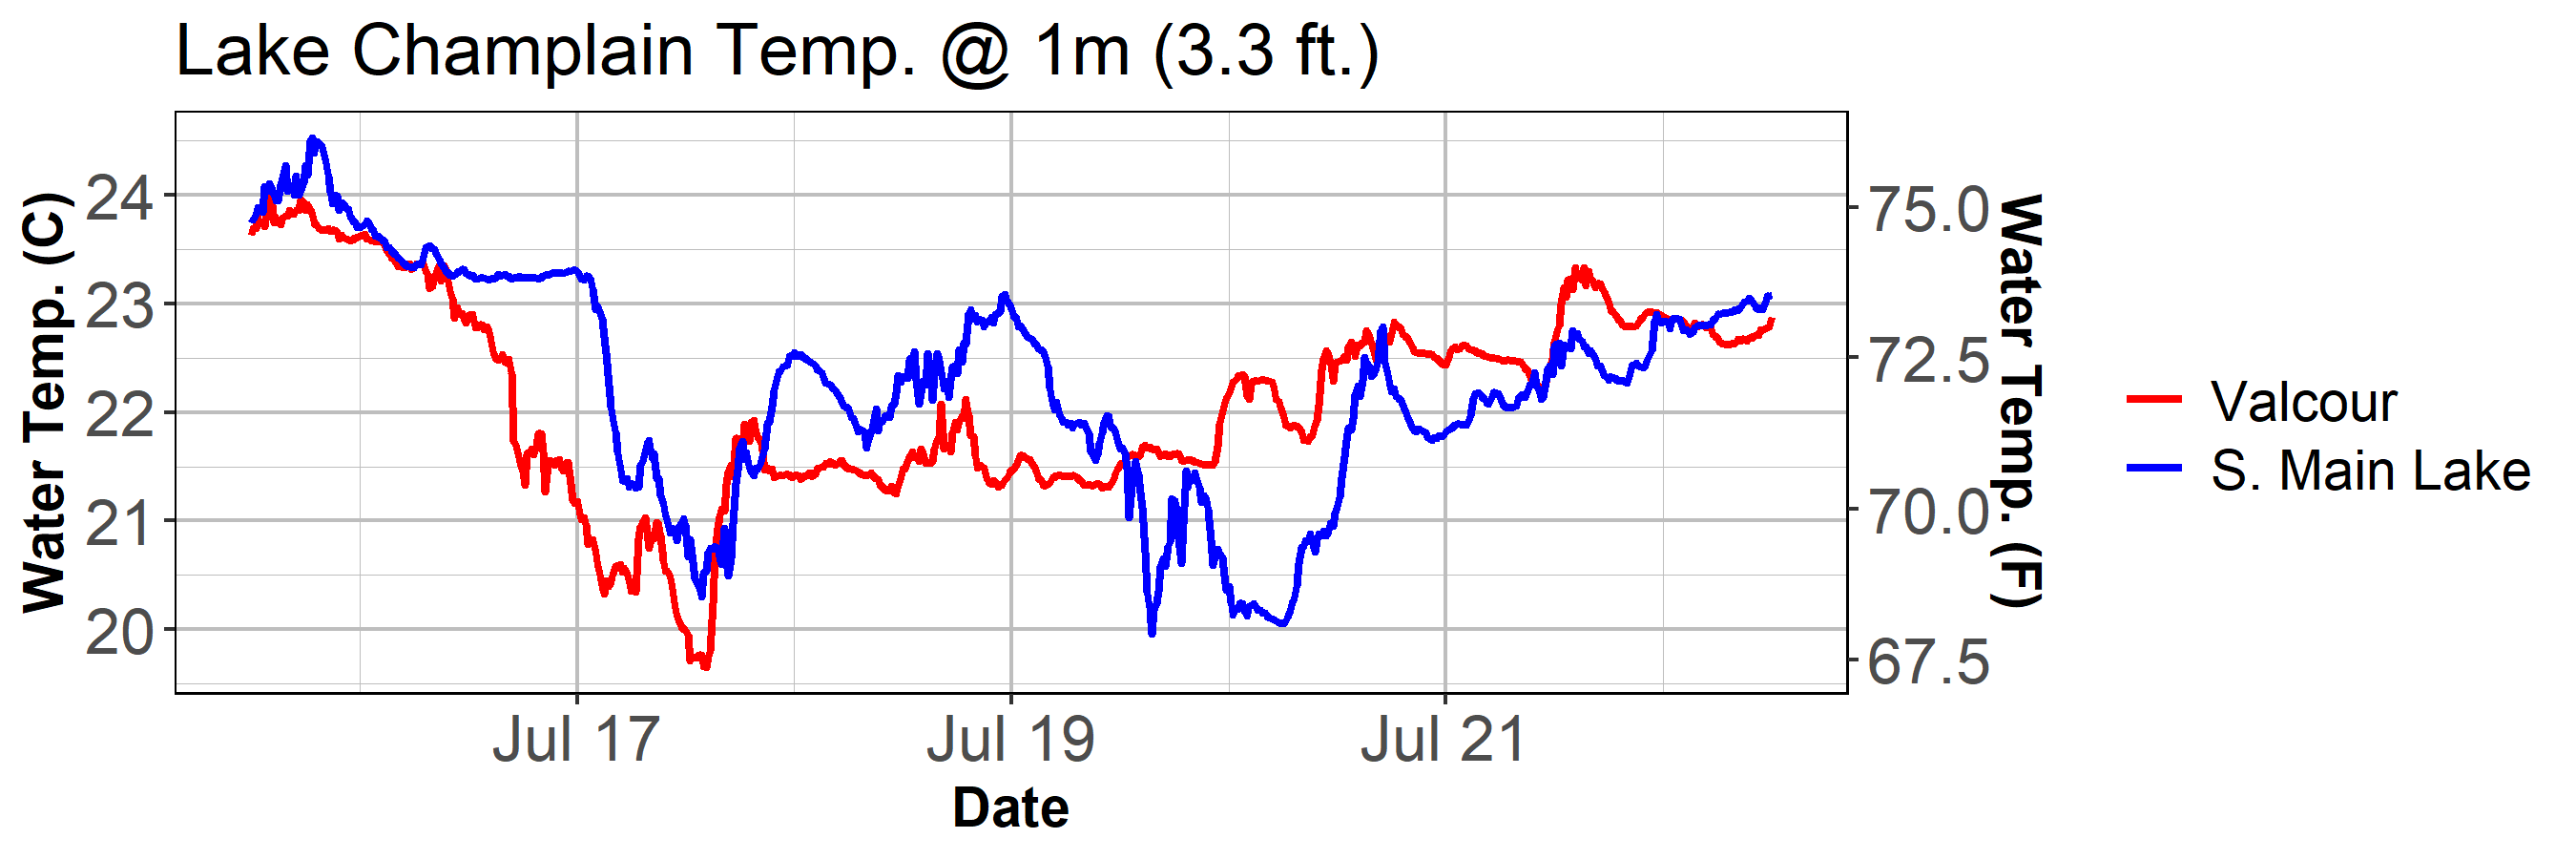 Lake Champlain Temp. @ 1m (3.3 ft.)
Water Temp. (C)
24
23
22
21
20
75.0
72.5
70.0
67.5
Water Temp. (F)
Jul 17
Jul 19
Jul 21
Date
Valcour
S. Main Lake